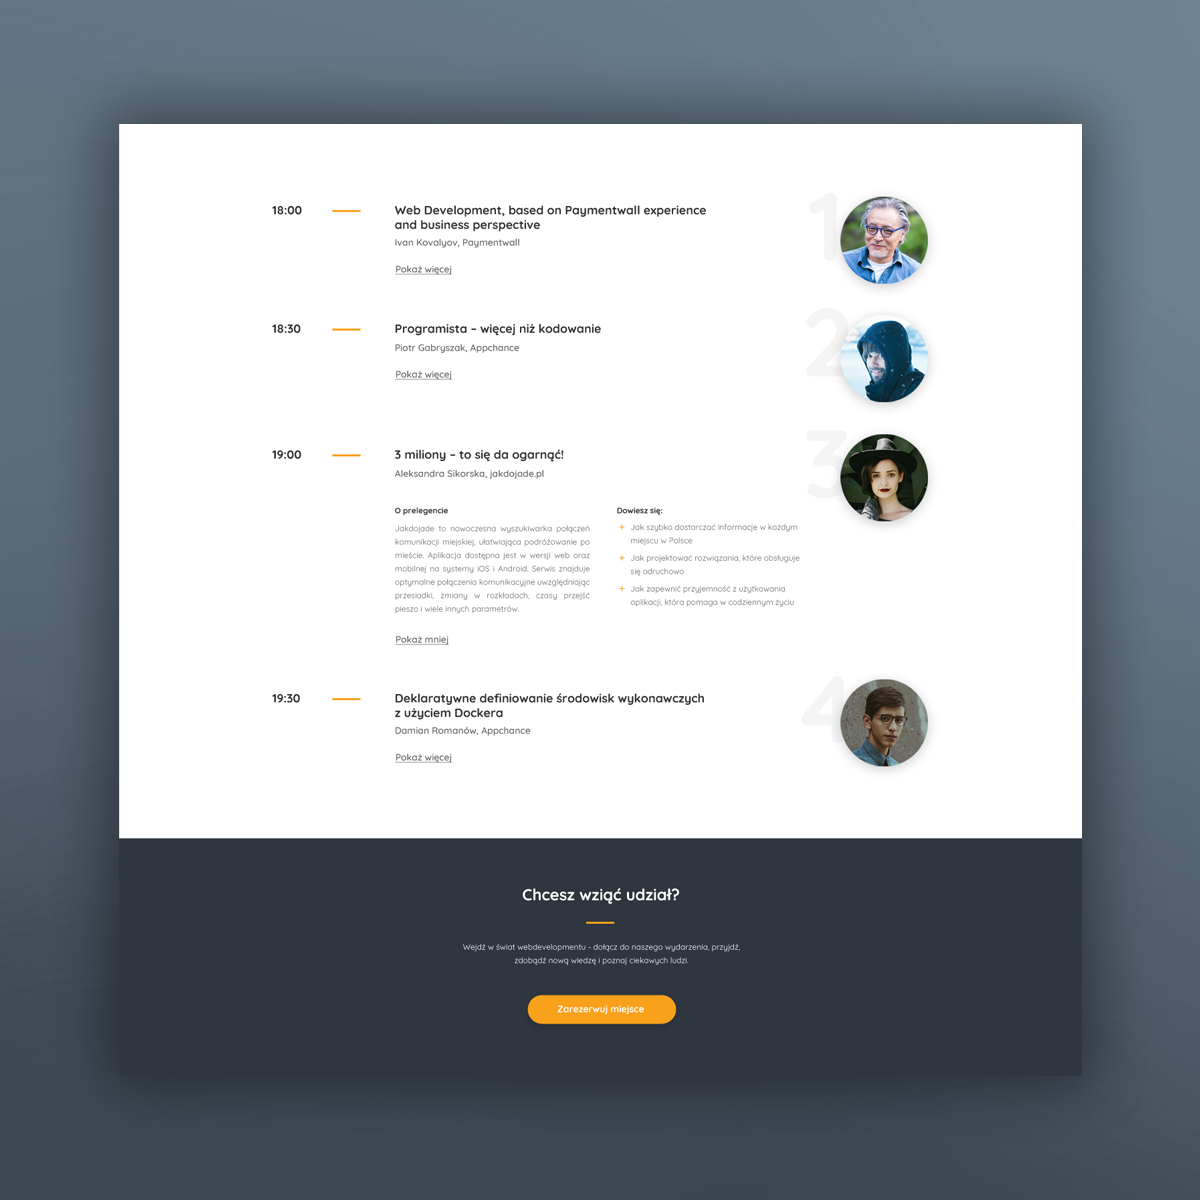 18:00
Web Development, based on Paymentwall experience
and business perspective
Ivan Kovalyov, Paymentwall
Pokaż więcej
1
18:30
Programista – więcej niż kodowanie
Piotr Gabryszak, Appchance
Pokaż więcej
2
19:00
3 miliony – to się da ogarnąć!
Aleksandra Sikorska, jakdojade.pl
3
O prelegencie
Jakdojade to nowoczesna wyszukiwarka połączeń
komunikacji miejskiej, ułatwiająca podróżowanie po
mieście. Aplikacja dostępna jest w wersji web oraz
mobilnej na systemy iOS i Android. Serwis znajduje
optymalne połączenia komunikacyjne uwzględniając
przesiadki, zmiany w rozkładach, czasy przejść
pieszo i wiele innych parametrów.
Dowiesz się:
+ Jak szybko dostarczać informacje w każdym
miejscu w Polsce
+ Jak projektować rozwiązania, które obsługuje
się odruchowo
+ Jak zapewnić przyjemność z użytkowania
aplikacji, która pomaga w codziennym życiu
Pokaż mniej
19:30
Deklaratywne definiowanie środowisk wykonawczych
z użyciem Dockera
Damian Romanów, Appchance
Pokaż więcej
4
Chcesz wziąć udział?
Wejdź w świat webdevelopmentu - dołącz do naszego wydarzenia, przyjdź,
zdobądź nową wiedzę i poznaj ciekawych ludzi.
Zarezerwuj miejsce